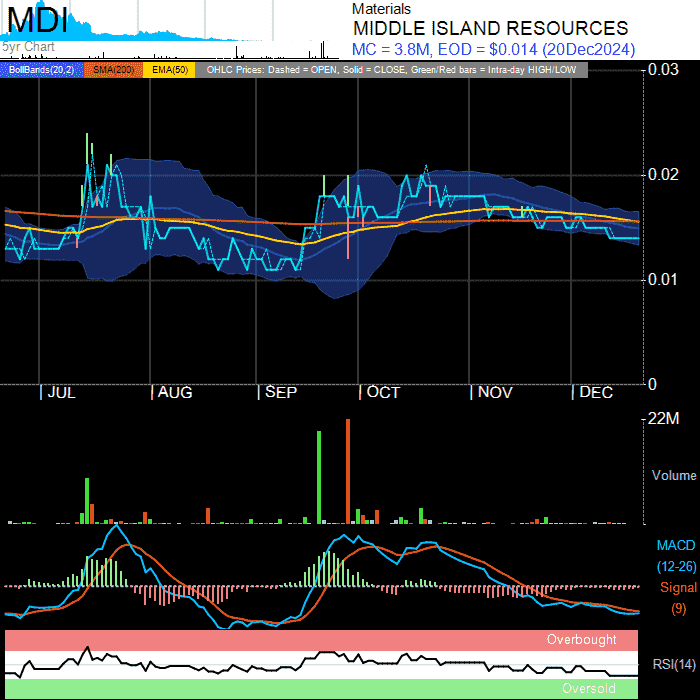 MDI
5yr Chart
Materials
MIDDLE ISLAND RESOURCES
MC = 3.8M, EOD = $0.014 (20Dec2024)
BollBands(20,2) SMA(200) EMA(50) OHLC Prices: Dashed = OPEN, Solid = CLOSE, Green/Red bars = Intra-day HIGH/LOW
0.03
0.02
0.01
0
JUL AUG SEP OCT NOV DEC
22M
Volume
MACD
(12-26)
Signal
(9)
Overbought
RSI(14)
Oversold